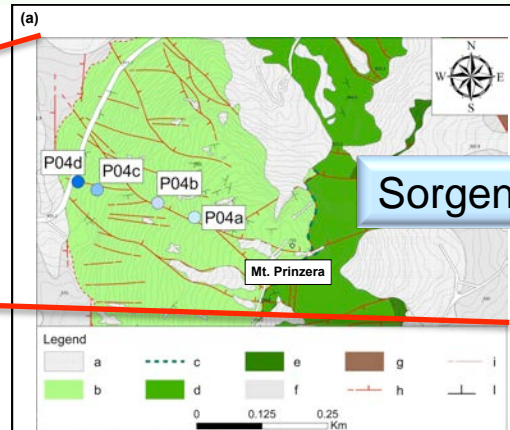 (a)
N
W E
S
P04d
P04c
P04b
P04a
Sorgen
Mt. Prinzera
Legend
a c e g i
b d f h l
0 0.125 0.25
Km